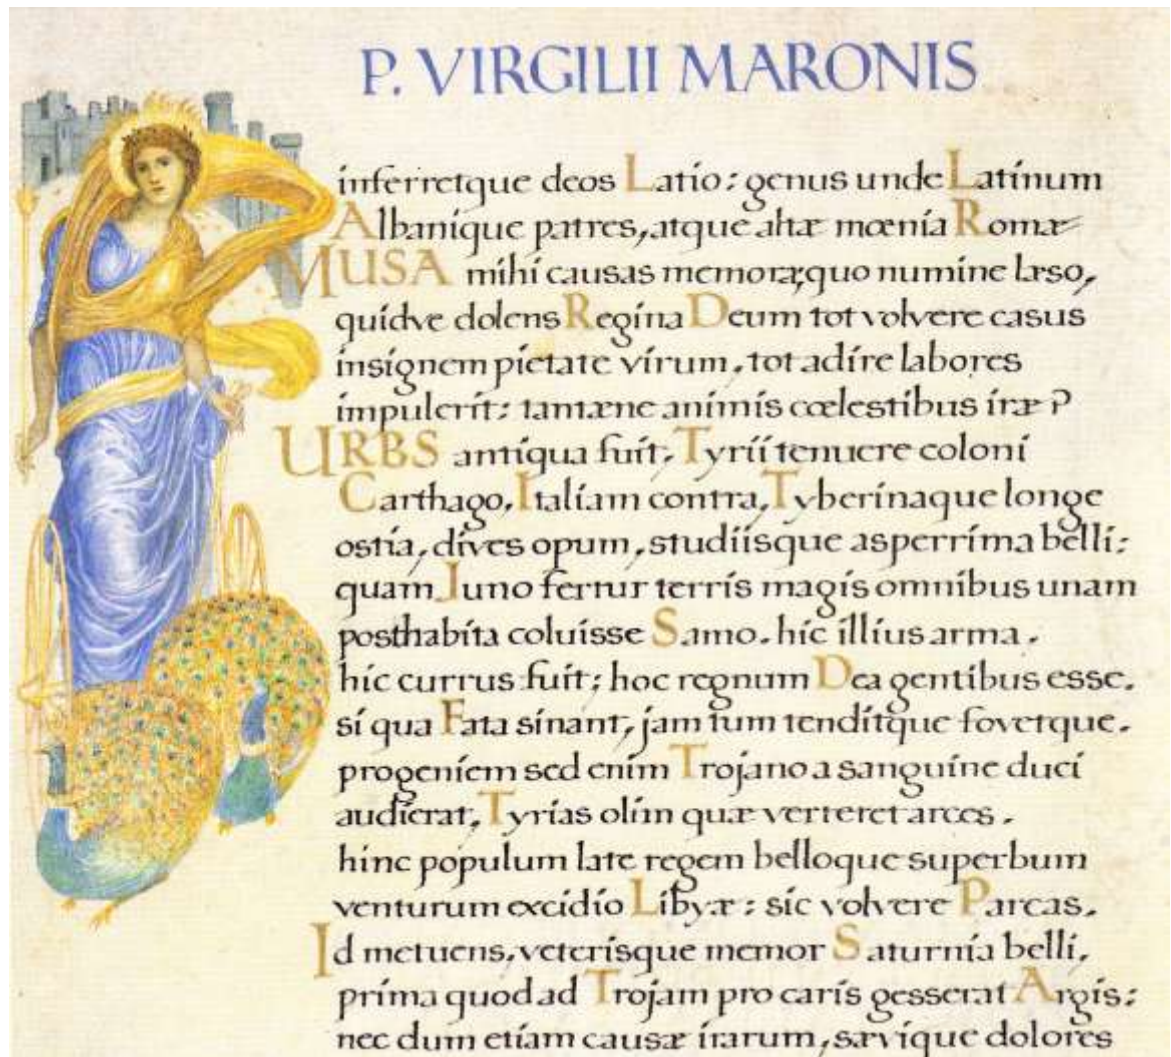 P. VIRGILII MARONIS
inferretque deos Latio: genus unde Latinum
Albanique patres, atque altæ mœnia Romæ
MUSA mihi causas memora, quo numine læso,
quidve dolens Regina Deum tot volvere casus
insignem pietate virum, tot adire labores
impulerit: tantæne animis cœlestibus iræ?
URBS antiqua fuit, Tyrii tenuere coloni
Carthago, Italiam contra, Tyberinaque longe
ostia, dives opum, studiisque asperrima belli:
quam Juno fertur terris magis omnibus unam
posthabita coluisse Samo. hic illius arma.
hic currus fuit; hoc regnum Dea gentibus esse.
si qua Fata sinant, jam tum tenditque fovetque.
progeniem sed enim Trojano a sanguine duci
audierat, Tyrias olim quæ verteret arces.
hinc populum late regem belloque superbum
venturum excidio Libyæ: sic volvere Parcas.
Id metuens, veterisque memor Saturnia belli,
prima quod ad Trojam pro caris gesserat Argis:
nec dum etiam causæ irarum, sævique dolores